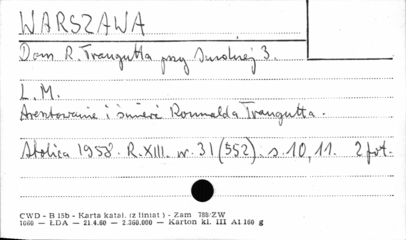 WARSZAWA
Dom R. Traugutta przy Smolnej 3.
L.M.
Aresztowanie i śmierć Romualda Traugutta.
Stolica 1958. R.XIII. nr. 31 (552). s. 10, 11. 2 fot.
CWD - B 15b - Karta katal. (z liniat) - Zam 788/ZW
1060 — ŁDA — 21.4.60 — 2.360.000 — Karton kl. III A1 160 g